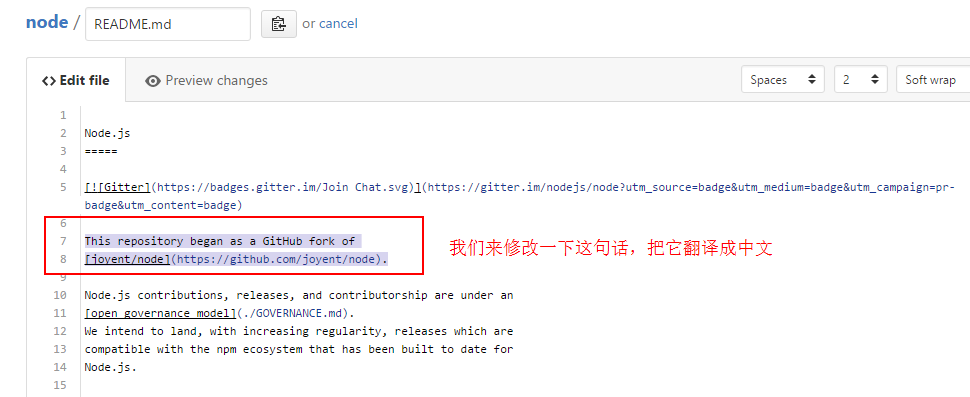 node / README.md or cancel
Edit file Preview changes Spaces 2 Soft wrap
1
2 Node.js
3 =====
4
5 [![Gitter](https://badges.gitter.im/Join Chat.svg)](https://gitter.im/nodejs/node?utm_source=badge&utm_medium=badge&utm_campaign=pr-
badge&utm_content=badge)
6
7 This repository began as a GitHub fork of
8 [joyent/node](https://github.com/joyent/node).
我们来修改一下这句话，把它翻译成中文
9
10 Node.js contributions, releases, and contributorship are under an
11 [open governance model](./GOVERNANCE.md).
12 We intend to land, with increasing regularity, releases which are
13 compatible with the npm ecosystem that has been built to date for
14 Node.js.
15